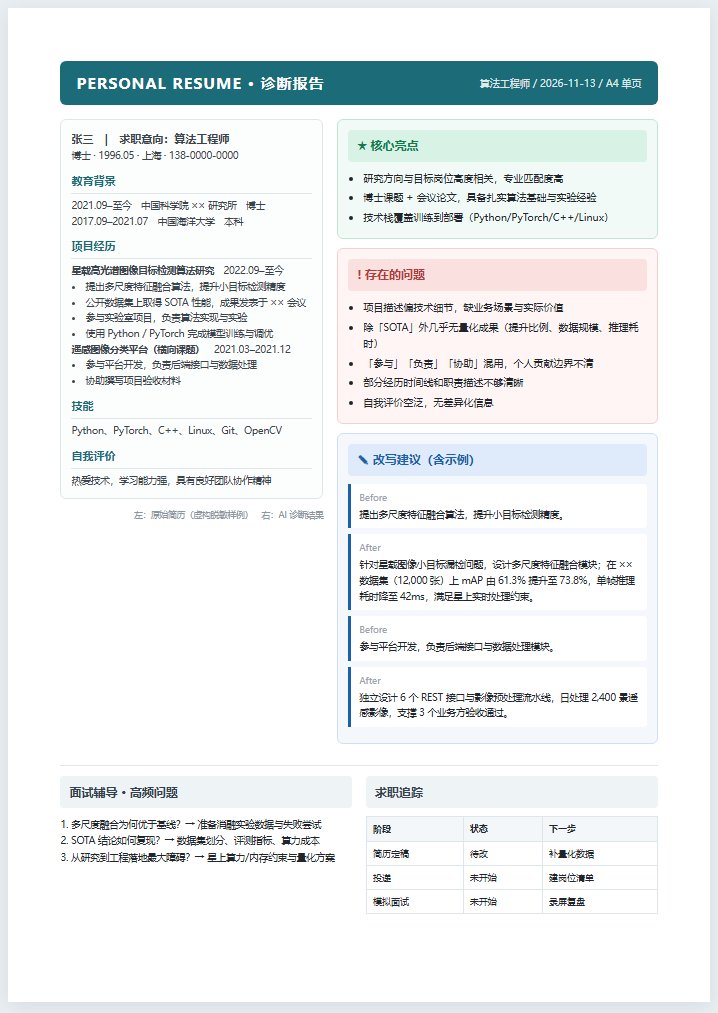 PERSONAL RESUME • 诊断报告
算法工程师 / 2026-11-13 / A4 单页
张三 | 求职意向：算法工程师
博士 · 1996.05 · 上海 · 138-0000-0000
教育背景
2021.09–至今 中国科学院 ×× 研究所 博士
2017.09–2021.07 中国海洋大学 本科
项目经历
星载高光谱图像目标检测算法研究 2022.09–至今
• 提出多尺度特征融合算法，提升小目标检测精度
• 公开数据集上取得 SOTA 性能，成果发表于 ×× 会议
• 参与实验室项目，负责算法实现与实验
• 使用 Python / PyTorch 完成模型训练与调优
遥感图像分类平台（横向课题） 2021.03–2021.12
• 参与平台开发，负责后端接口与数据处理
• 协助撰写项目验收材料
技能
Python、PyTorch、C++、Linux、Git、OpenCV
自我评价
热爱技术，学习能力强，具有良好团队协作精神
左：原始简历（虚构脱敏样例） 右：AI 诊断结果
★ 核心亮点
• 研究方向与目标岗位高度相关，专业匹配度高
• 博士课题 + 会议论文，具备扎实算法基础与实验经验
• 技术栈覆盖训练到部署（Python/PyTorch/C++/Linux）
! 存在的问题
• 项目描述偏技术细节，缺业务场景与实际价值
• 除「SOTA」外几乎无量化成果（提升比例、数据规模、推理耗
时）
• 「参与」「负责」「协助」混用，个人贡献边界不清
• 部分经历时间线和职责描述不够清晰
• 自我评价空泛，无差异化信息
✎ 改写建议（含示例）
Before
提出多尺度特征融合算法，提升小目标检测精度。
After
针对星载图像小目标漏检问题，设计多尺度特征融合模块；在 ××
数据集（12,000 张）上 mAP 由 61.3% 提升至 73.8%，单帧推理
耗时降至 42ms，满足星上实时处理约束。
Before
参与平台开发，负责后端接口与数据处理模块。
After
独立设计 6 个 REST 接口与影像预处理流水线，日处理 2,400 景遥
感影像，支撑 3 个业务方验收通过。
面试辅导 • 高频问题
1. 多尺度融合为何优于基线？→ 准备消融实验数据与失败尝试
2. SOTA 结论如何复现？→ 数据集划分、评测指标、算力成本
3. 从研究到工程落地最大障碍？→ 星上算力/内存约束与量化方案
求职追踪
阶段 状态 下一步
简历定稿 待改 补量化数据
投递 未开始 建岗位清单
模拟面试 未开始 录屏复盘